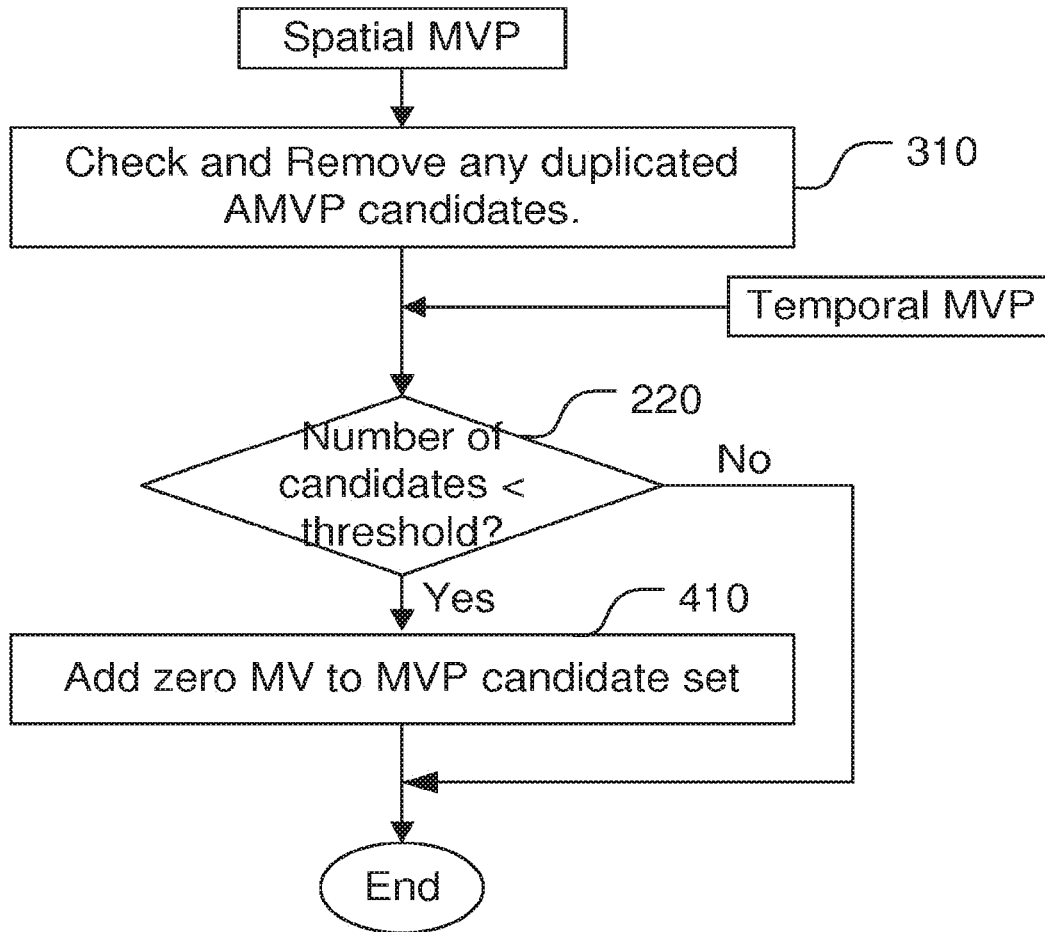 Spatial MVP
Check and Remove any duplicated
AMVP candidates.
310
Temporal MVP
220
Number of
candidates <
threshold?
No
Yes
410
Add zero MV to MVP candidate set
End